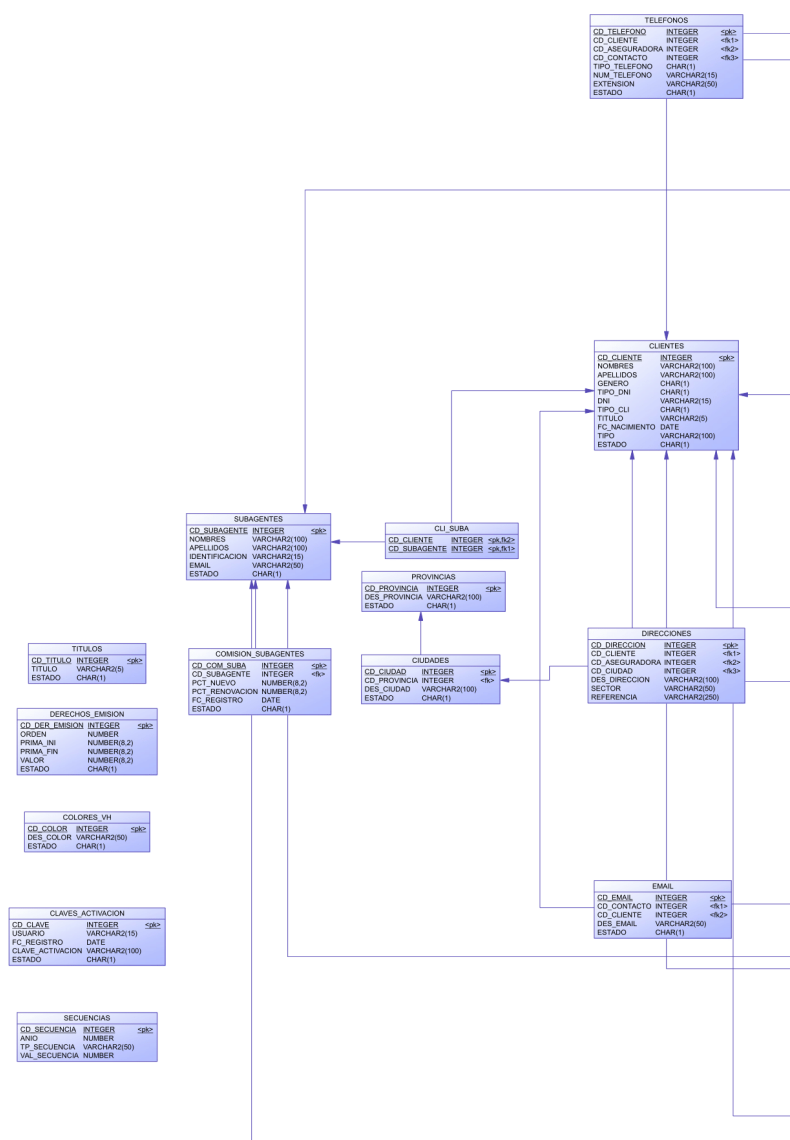 TELEFONOS
CD_TELEFONO INTEGER <pk>
CD_CLIENTE INTEGER <fk1>
CD_ASEGURADORA INTEGER <fk2>
CD_CONTACTO INTEGER <fk3>
TIPO_TELEFONO CHAR(1)
NUM_TELEFONO VARCHAR2(15)
EXTENSION VARCHAR2(50)
ESTADO CHAR(1)
CLIENTES
CD_CLIENTE INTEGER <pk>
NOMBRES VARCHAR2(100)
APELLIDOS VARCHAR2(100)
GENERO CHAR(1)
TIPO_DNI CHAR(1)
DNI VARCHAR2(15)
TIPO_CLI CHAR(1)
TITULO VARCHAR2(5)
FC_NACIMIENTO DATE
TIPO VARCHAR2(100)
ESTADO CHAR(1)
SUBAGENTES
CD_SUBAGENTE INTEGER <pk>
NOMBRES VARCHAR2(100)
APELLIDOS VARCHAR2(100)
IDENTIFICACION VARCHAR2(15)
EMAIL VARCHAR2(50)
ESTADO CHAR(1)
CLI_SUBA
CD_CLIENTE INTEGER <pk,fk2>
CD_SUBAGENTE INTEGER <pk,fk1>
PROVINCIAS
CD_PROVINCIA INTEGER <pk>
DES_PROVINCIA VARCHAR2(100)
ESTADO CHAR(1)
TITULOS
CD_TITULO INTEGER <pk>
TITULO VARCHAR2(5)
ESTADO CHAR(1)
COMISION_SUBAGENTES
CD_COM_SUBA INTEGER <pk>
CD_SUBAGENTE INTEGER <fk>
PCT_NUEVO NUMBER(8,2)
PCT_RENOVACION NUMBER(8,2)
FC_REGISTRO DATE
ESTADO CHAR(1)
CIUDADES
CD_CIUDAD INTEGER <pk>
CD_PROVINCIA INTEGER <fk>
DES_CIUDAD VARCHAR2(100)
ESTADO CHAR(1)
DIRECCIONES
CD_DIRECCION INTEGER <pk>
CD_CLIENTE INTEGER <fk1>
CD_ASEGURADORA INTEGER <fk2>
CD_CIUDAD INTEGER <fk3>
DES_DIRECCION VARCHAR2(100)
SECTOR VARCHAR2(50)
REFERENCIA VARCHAR2(250)
DERECHOS_EMISION
CD_DER_EMISION INTEGER <pk>
ORDEN NUMBER
PRIMA_INI NUMBER(8,2)
PRIMA_FIN NUMBER(8,2)
VALOR NUMBER(8,2)
ESTADO CHAR(1)
COLORES_VH
CD_COLOR INTEGER <pk>
DES_COLOR VARCHAR2(50)
ESTADO CHAR(1)
EMAIL
CD_EMAIL INTEGER <pk>
CD_CONTACTO INTEGER <fk1>
CD_CLIENTE INTEGER <fk2>
DES_EMAIL VARCHAR2(50)
ESTADO CHAR(1)
CLAVES_ACTIVACION
CD_CLAVE INTEGER <pk>
USUARIO VARCHAR2(15)
FC_REGISTRO DATE
CLAVE_ACTIVACION VARCHAR2(100)
ESTADO CHAR(1)
SECUENCIAS
CD_SECUENCIA INTEGER <pk>
ANIO NUMBER
TP_SECUENCIA VARCHAR2(50)
VAL_SECUENCIA NUMBER